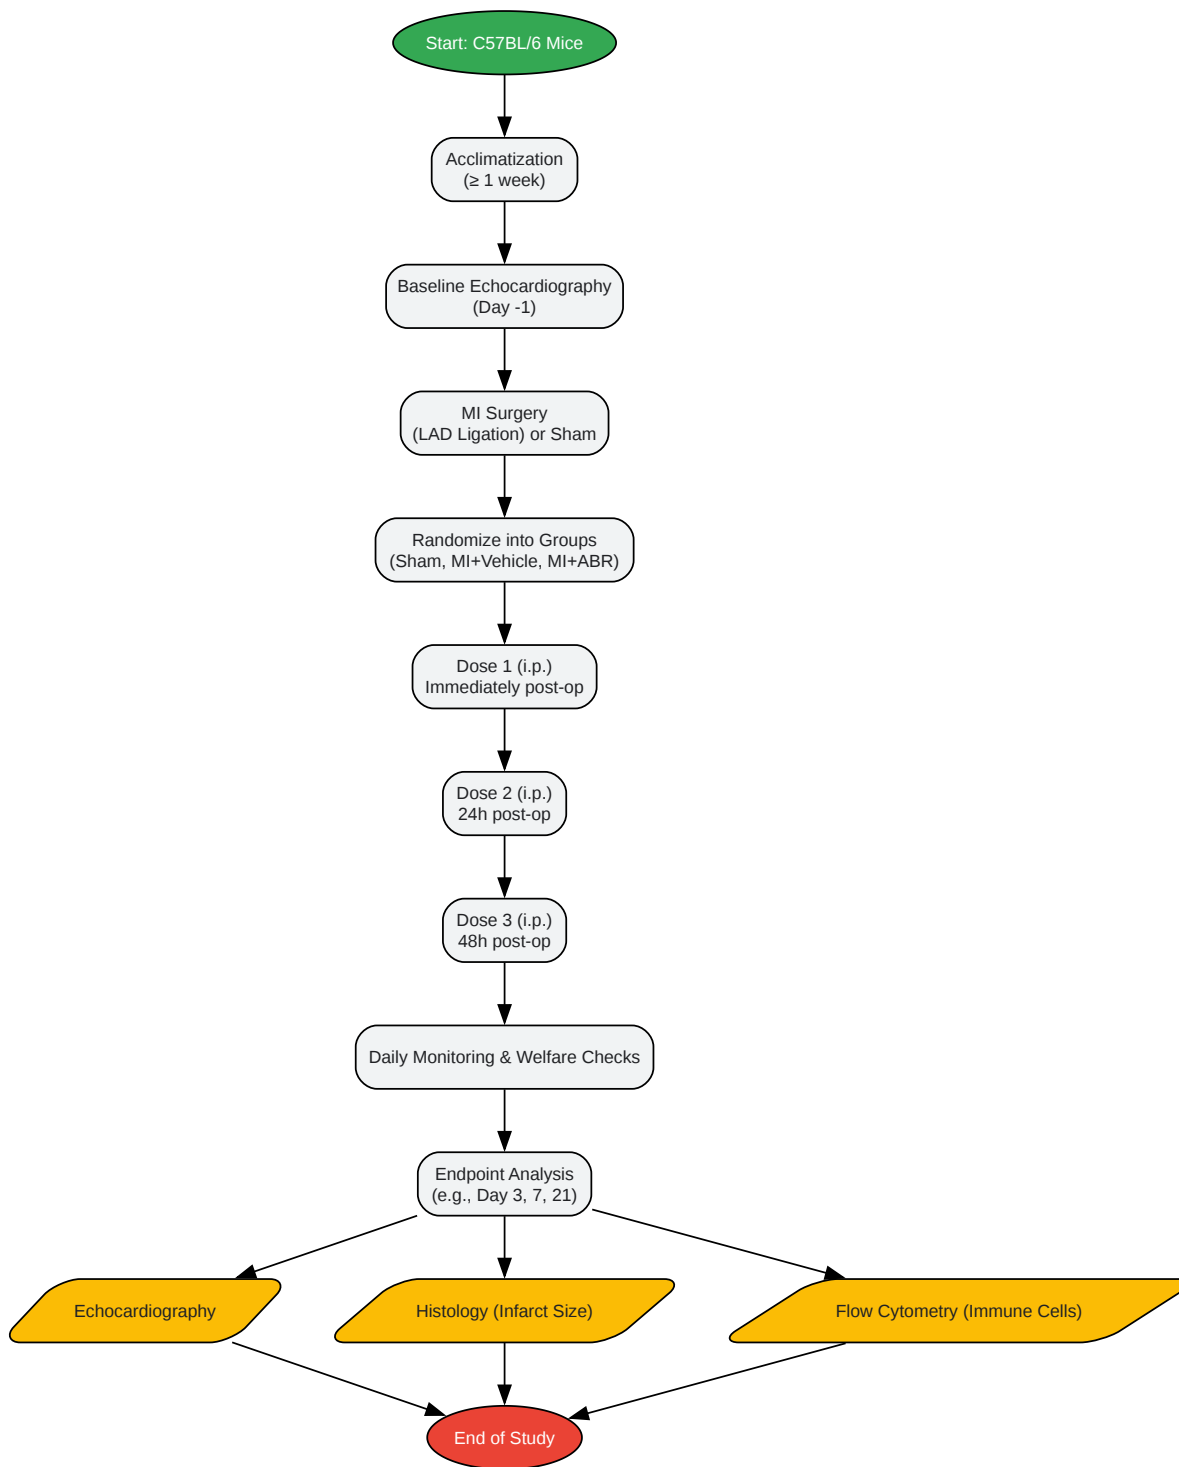 Start: C57BL/6 Mice
Acclimatization
(≥ 1 week)
Baseline Echocardiography
(Day -1)
MI Surgery
(LAD Ligation) or Sham
Randomize into Groups
(Sham, MI+Vehicle, MI+ABR)
Dose 1 (i.p.)
Immediately post-op
Dose 2 (i.p.)
24h post-op
Dose 3 (i.p.)
48h post-op
Daily Monitoring & Welfare Checks
Endpoint Analysis
(e.g., Day 3, 7, 21)
Echocardiography
Histology (Infarct Size)
Flow Cytometry (Immune Cells)
End of Study